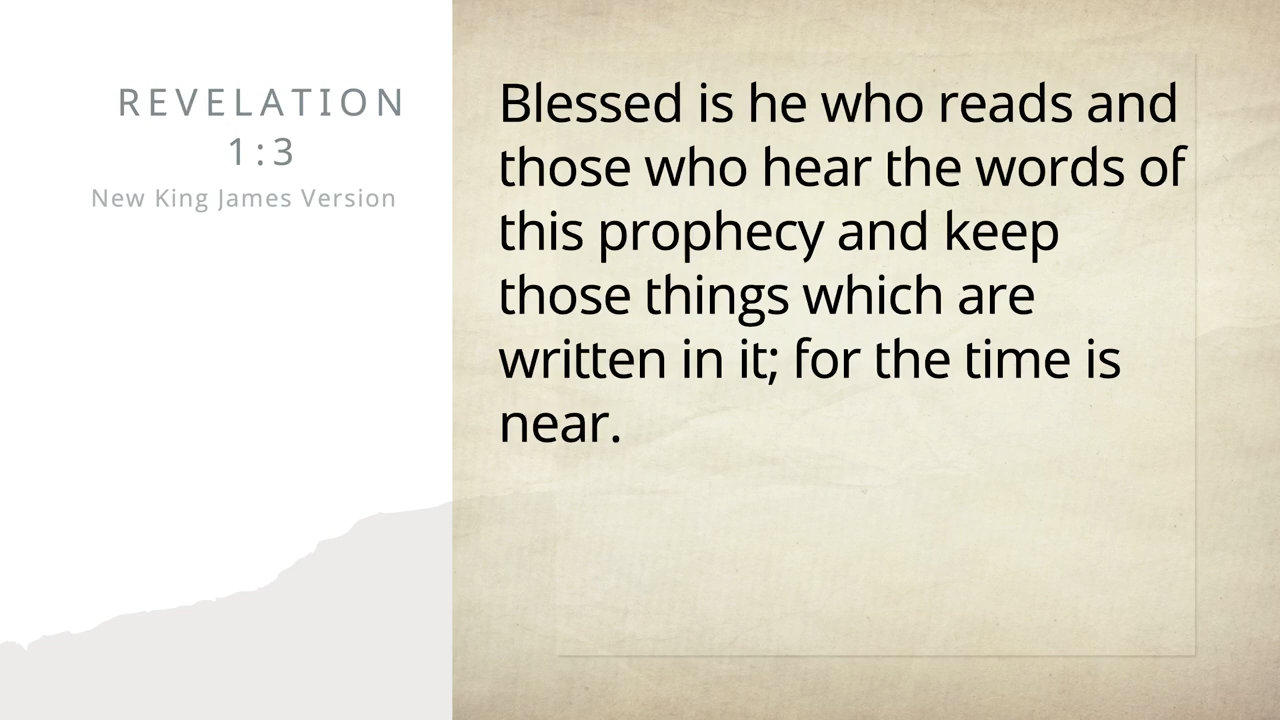 REVELATION
1:3
New King James Version
Blessed is he who reads and
those who hear the words of
this prophecy and keep
those things which are
written in it; for the time is
near.